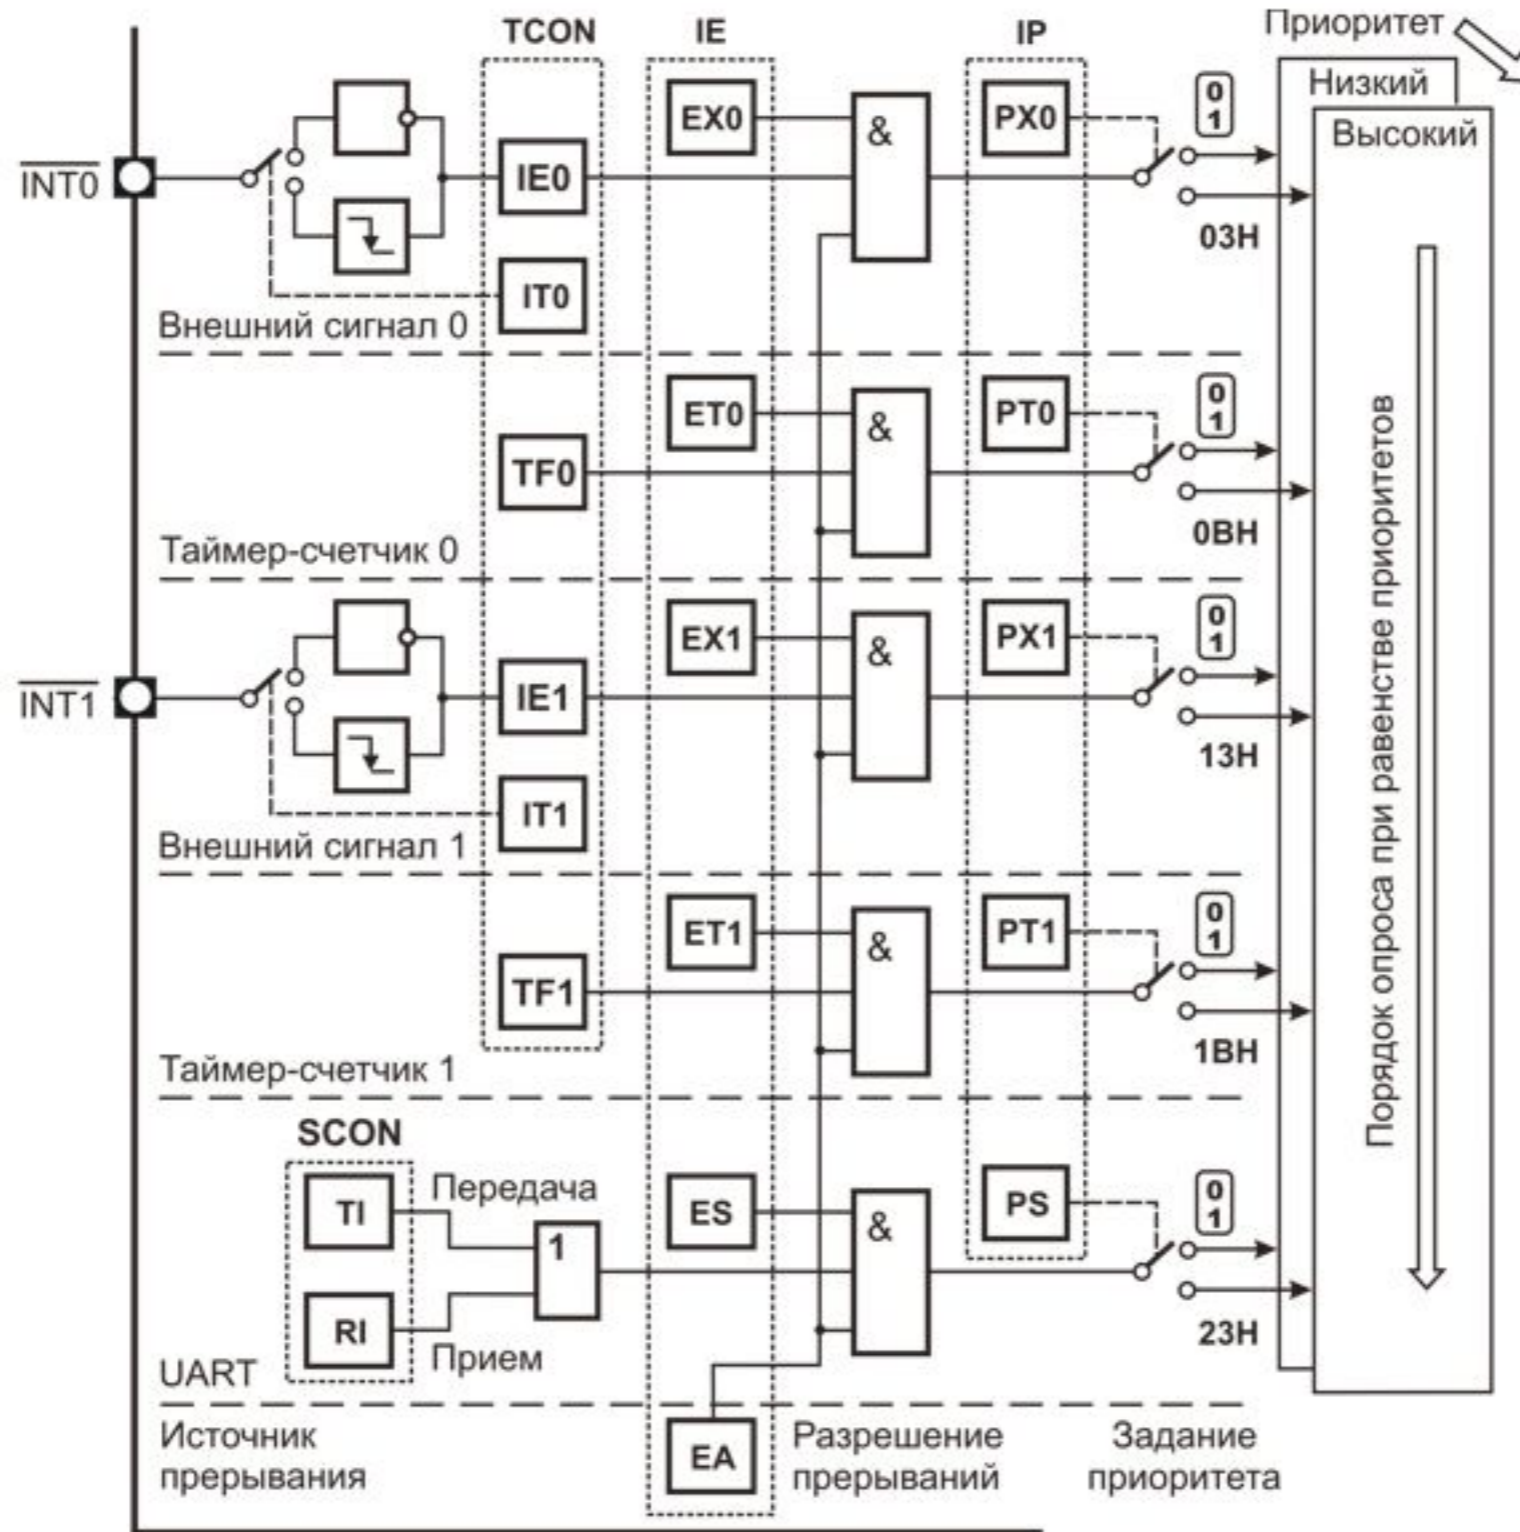 TCON IE IP Приоритет
Низкий
Высокий
INT0
EX0
&
PX0
0
1
IE0
03H
IT0
Внешний сигнал 0
ET0
&
PT0
0
1
TF0
0BH
Таймер-счетчик 0
EX1
&
PX1
0
1
INT1
IE1
13H
IT1
Внешний сигнал 1
ET1
&
PT1
0
1
TF1
1BH
Таймер-счетчик 1
Порядок опроса при равенстве приоритетов
SCON
TI
Передача
1
ES
&
PS
0
1
RI
Прием
23H
UART
Источник
прерывания
EA
Разрешение
прерываний
Задание
приоритета